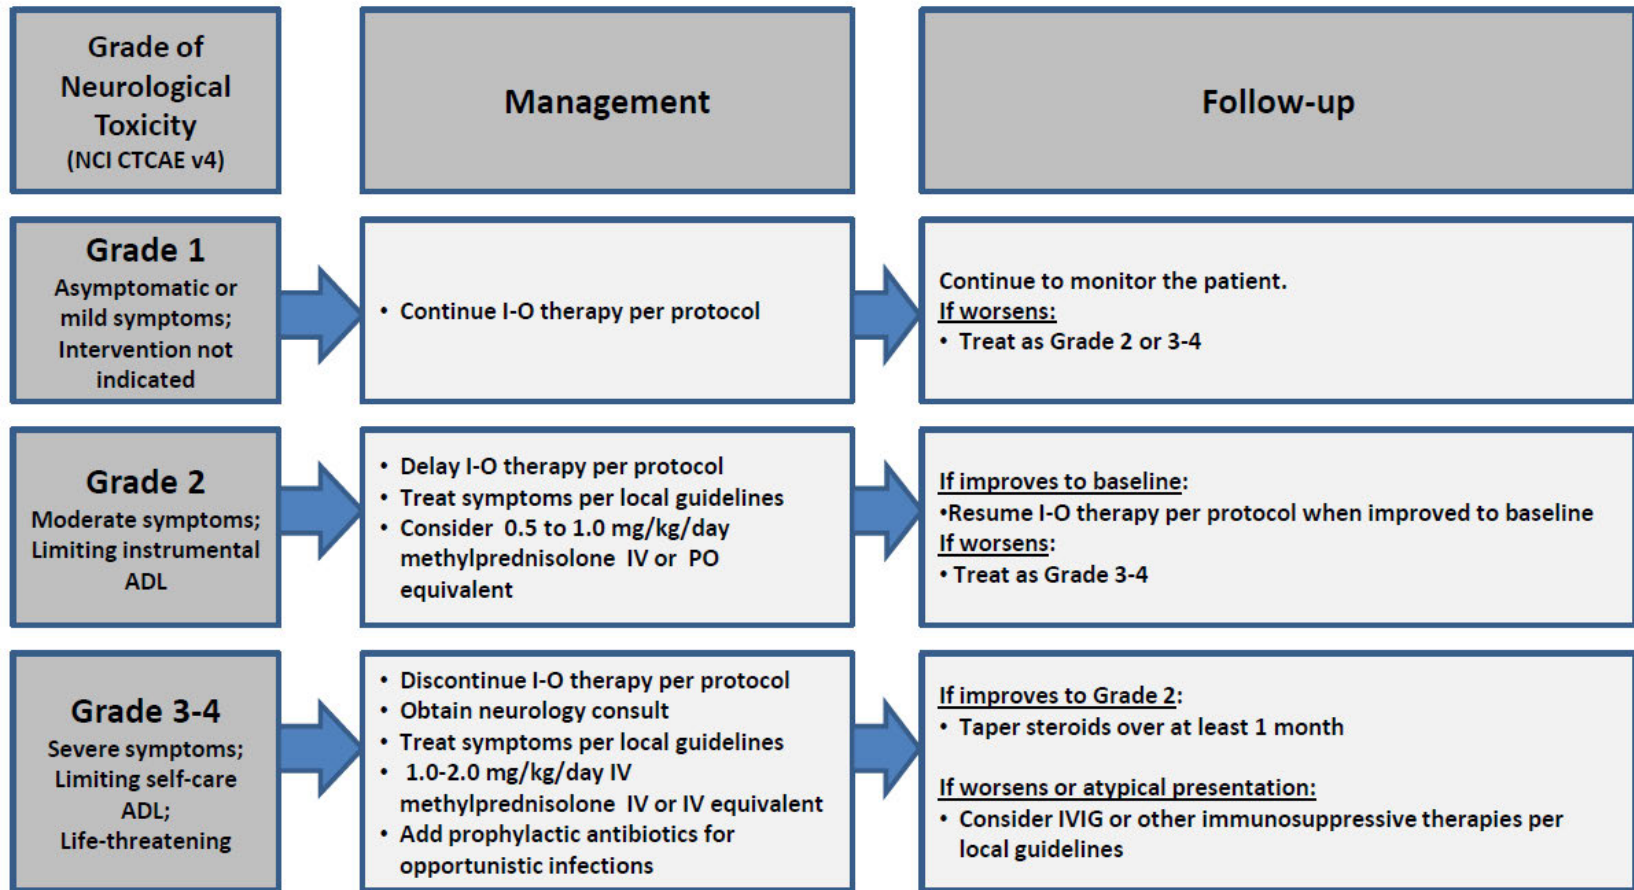 Grade of
Neurological
Toxicity
(NCI CTCAE v4)
Management
Follow-up
Grade 1
Asymptomatic or
mild symptoms;
Intervention not
indicated
• Continue I-O therapy per protocol
Continue to monitor the patient.
If worsens:
• Treat as Grade 2 or 3-4
Grade 2
Moderate symptoms;
Limiting instrumental
ADL
• Delay I-O therapy per protocol
• Treat symptoms per local guidelines
• Consider 0.5 to 1.0 mg/kg/day
methylprednisolone IV or PO
equivalent
If improves to baseline:
•Resume I-O therapy per protocol when improved to baseline
If worsens:
• Treat as Grade 3-4
Grade 3-4
Severe symptoms;
Limiting self-care
ADL;
Life-threatening
• Discontinue I-O therapy per protocol
• Obtain neurology consult
• Treat symptoms per local guidelines
• 1.0-2.0 mg/kg/day IV
methylprednisolone IV or IV equivalent
• Add prophylactic antibiotics for
opportunistic infections
If improves to Grade 2:
• Taper steroids over at least 1 month
If worsens or atypical presentation:
• Consider IVIG or other immunosuppressive therapies per
local guidelines